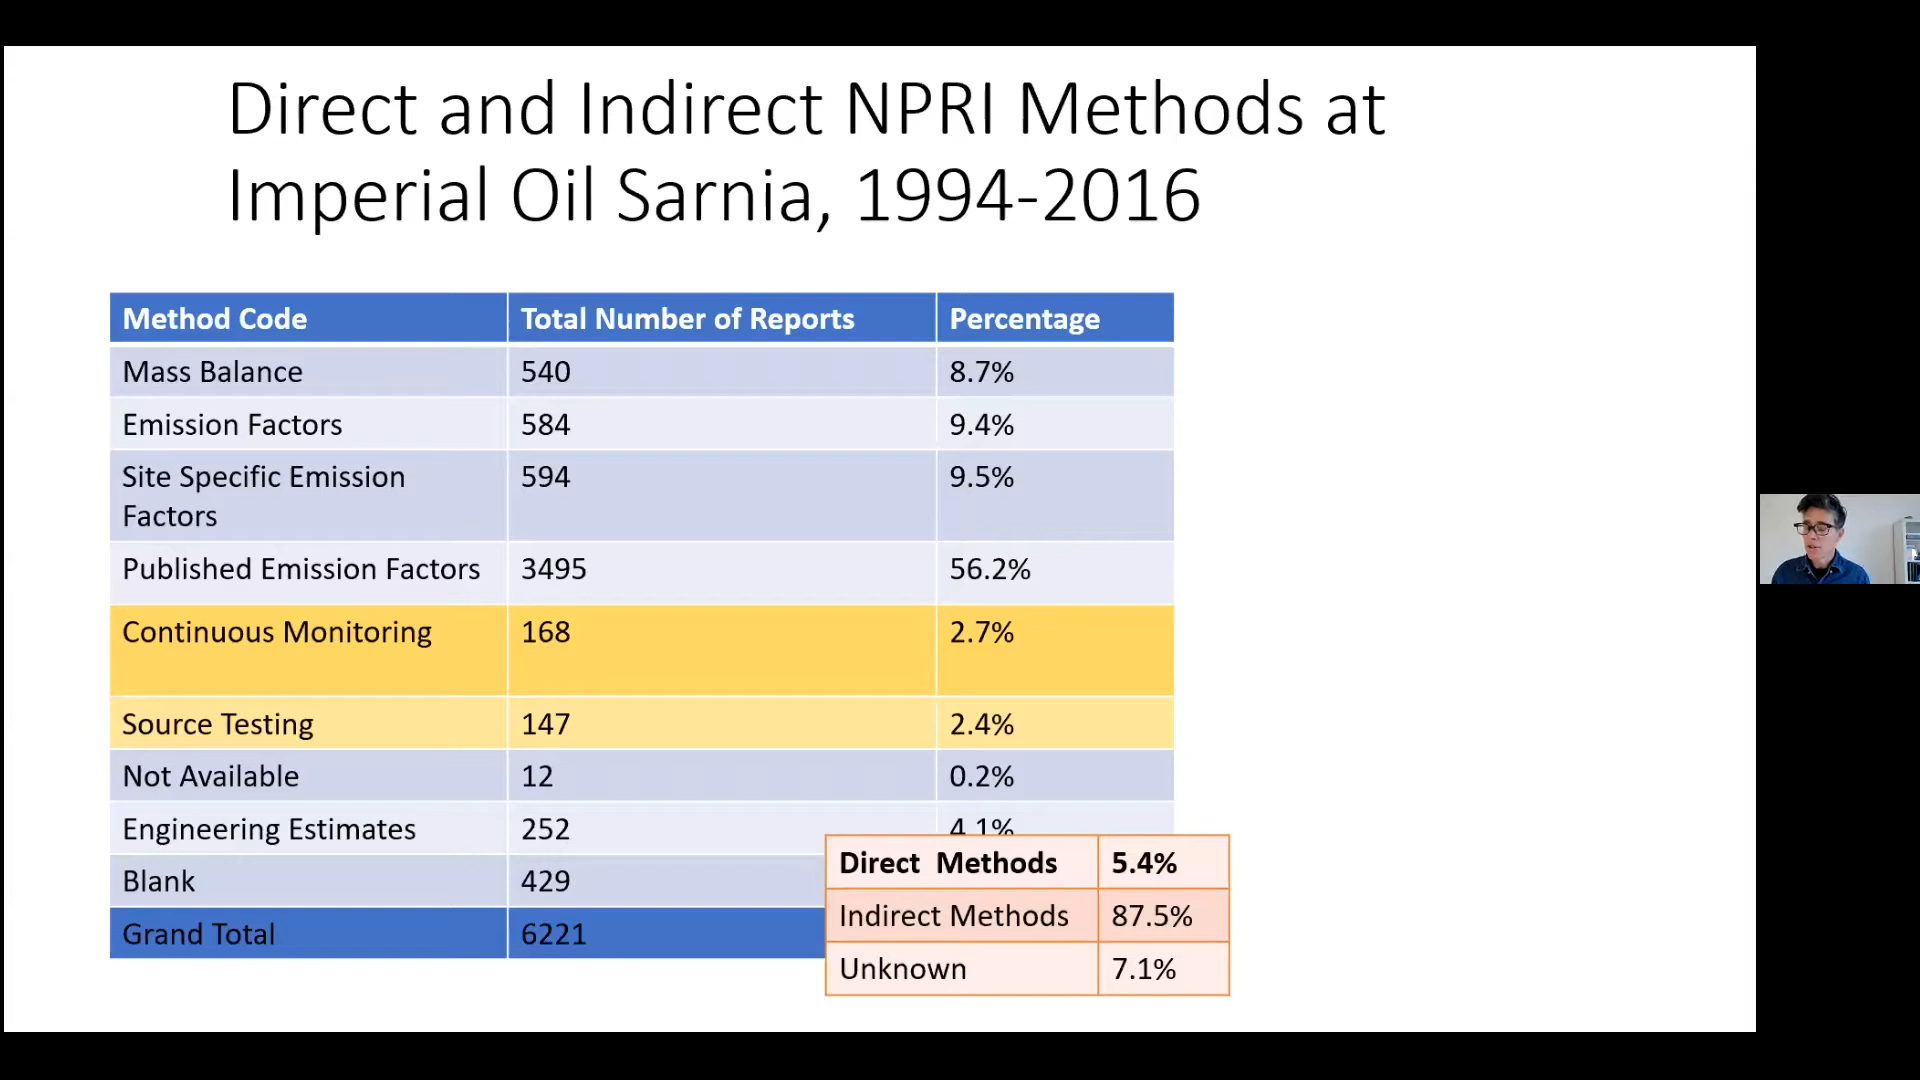 Direct and Indirect NPRI Methods at
Imperial Oil Sarnia, 1994-2016
Method Code Total Number of Reports Percentage
Mass Balance 540 8.7%
Emission Factors 584 9.4%
Site Specific Emission 594 9.5%
Factors
Published Emission Factors 3495 56.2%
Continuous Monitoring 168 2.7%
Source Testing 147 2.4%
Not Available 12 0.2%
Engineering Estimates 252 4.1%
Blank 429
Grand Total 6221
Direct Methods 5.4%
Indirect Methods 87.5%
Unknown 7.1%